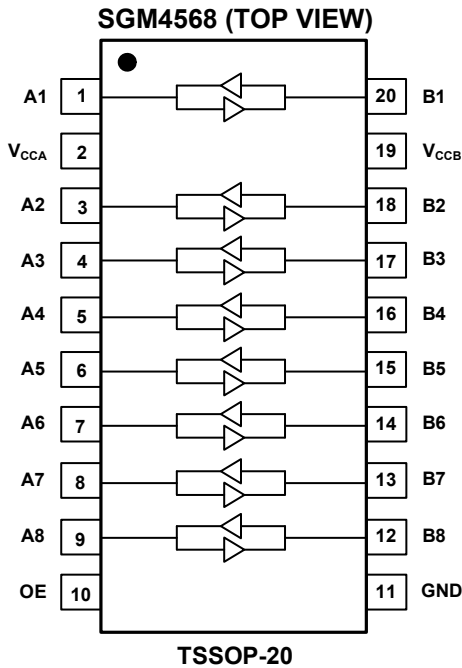 SGM4568 (TOP VIEW)
A1 1 20 B1
VCCA 2 19 VCCB
A2 3 18 B2
A3 4 17 B3
A4 5 16 B4
A5 6 15 B5
A6 7 14 B6
A7 8 13 B7
A8 9 12 B8
OE 10 11 GND
TSSOP-20